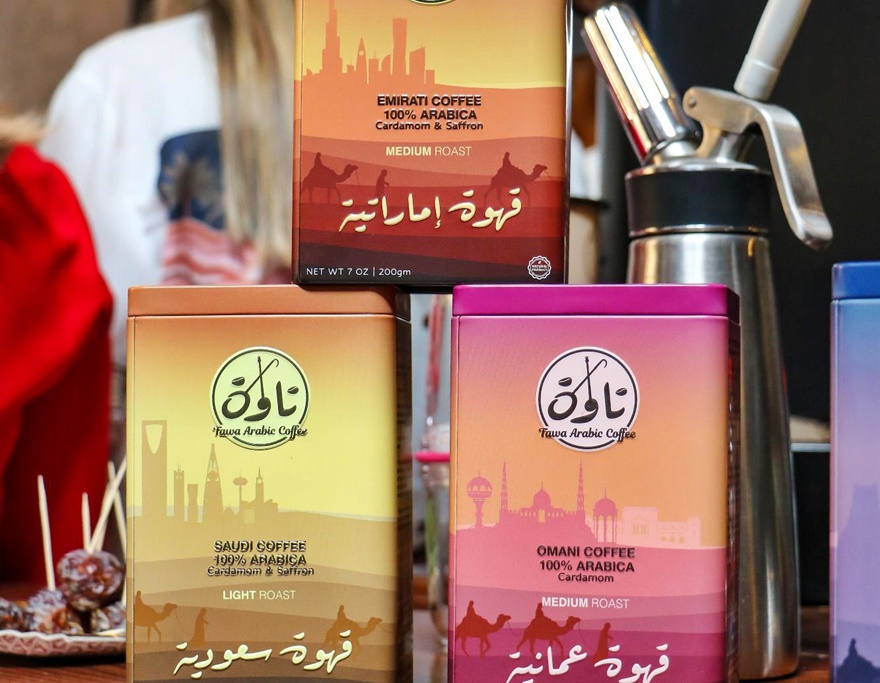 EMIRATI COFFEE
100% ARABICA
Cardamom & Saffron
MEDIUM ROAST
قهوة إماراتية
NET WT 7 OZ | 200gm
تاوة
Tawa Arabic Coffee
SAUDI COFFEE
100% ARABICA
Cardamom & Saffron
LIGHT ROAST
قهوة سعودية
تاوة
Tawa Arabic Coffee
OMANI COFFEE
100% ARABICA
Cardamom
MEDIUM ROAST
قهوة عمانية